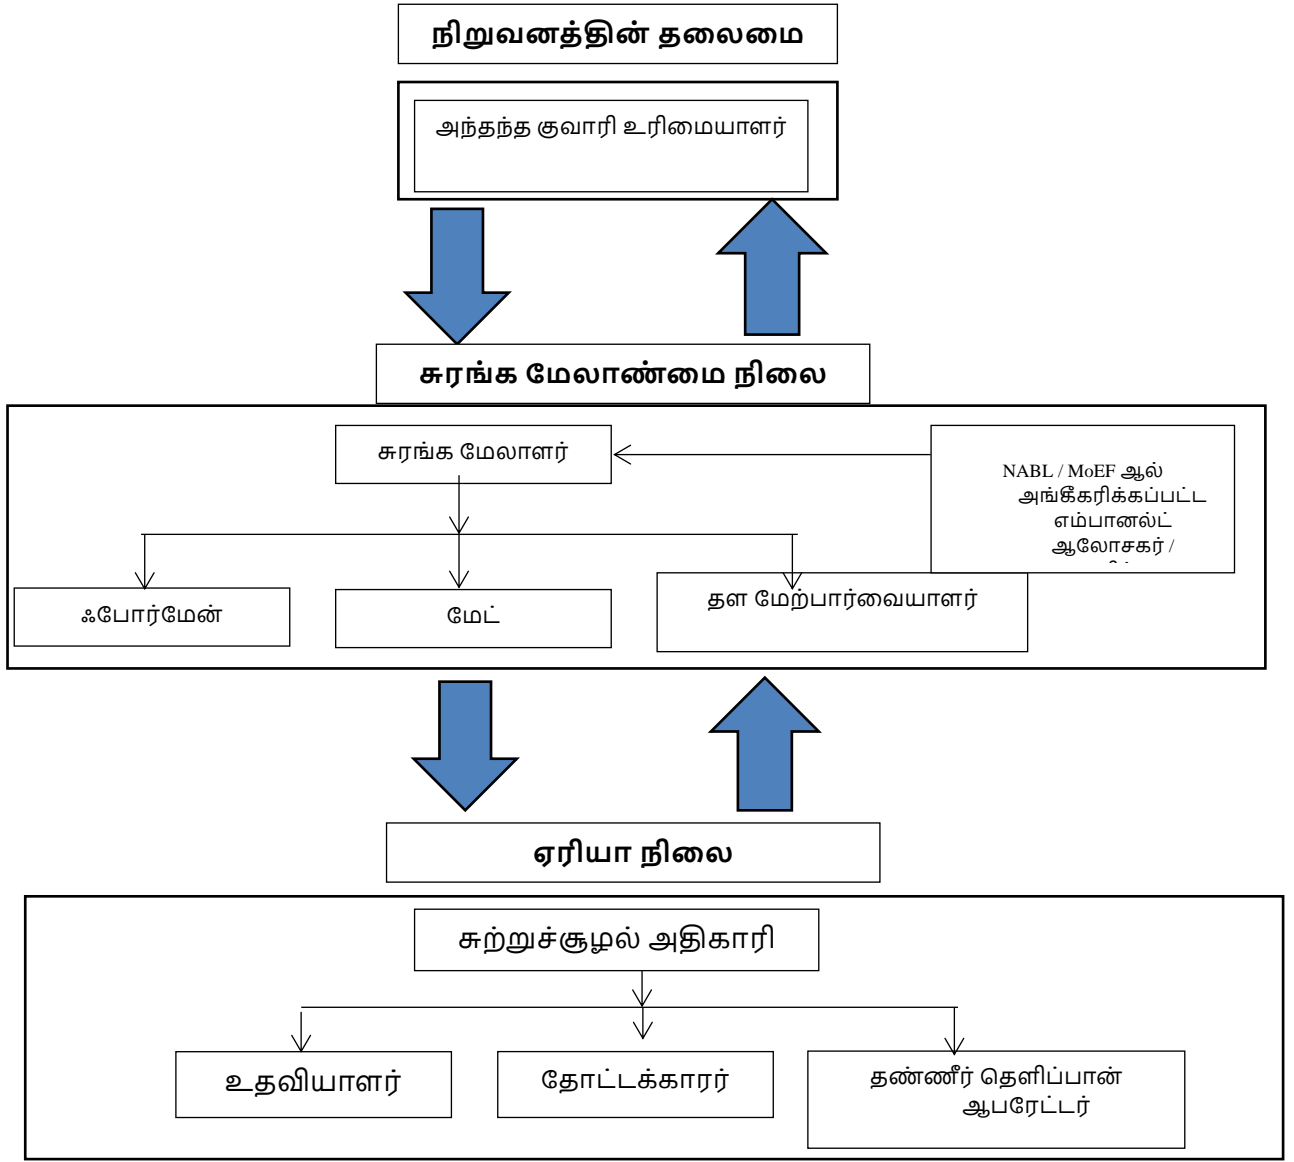 நிறுவனத்தின் தலைமை
அந்தந்த குவாரி உரிமையாளர்
சுரங்க மேலாண்மை நிலை
சுரங்க மேலாளர்
NABL / MoEF ஆல்
அங்கீகரிக்கப்பட்ட
எம்பானல்ட்
ஆலோசகர் /
ஃபோர்மேன்
மேட்
தள மேற்பார்வையாளர்
ஏரியா நிலை
சுற்றுச்சூழல் அதிகாரி
உதவியாளர்
தோட்டக்காரர்
தண்ணீர் தெளிப்பான்
ஆபரேட்டர்